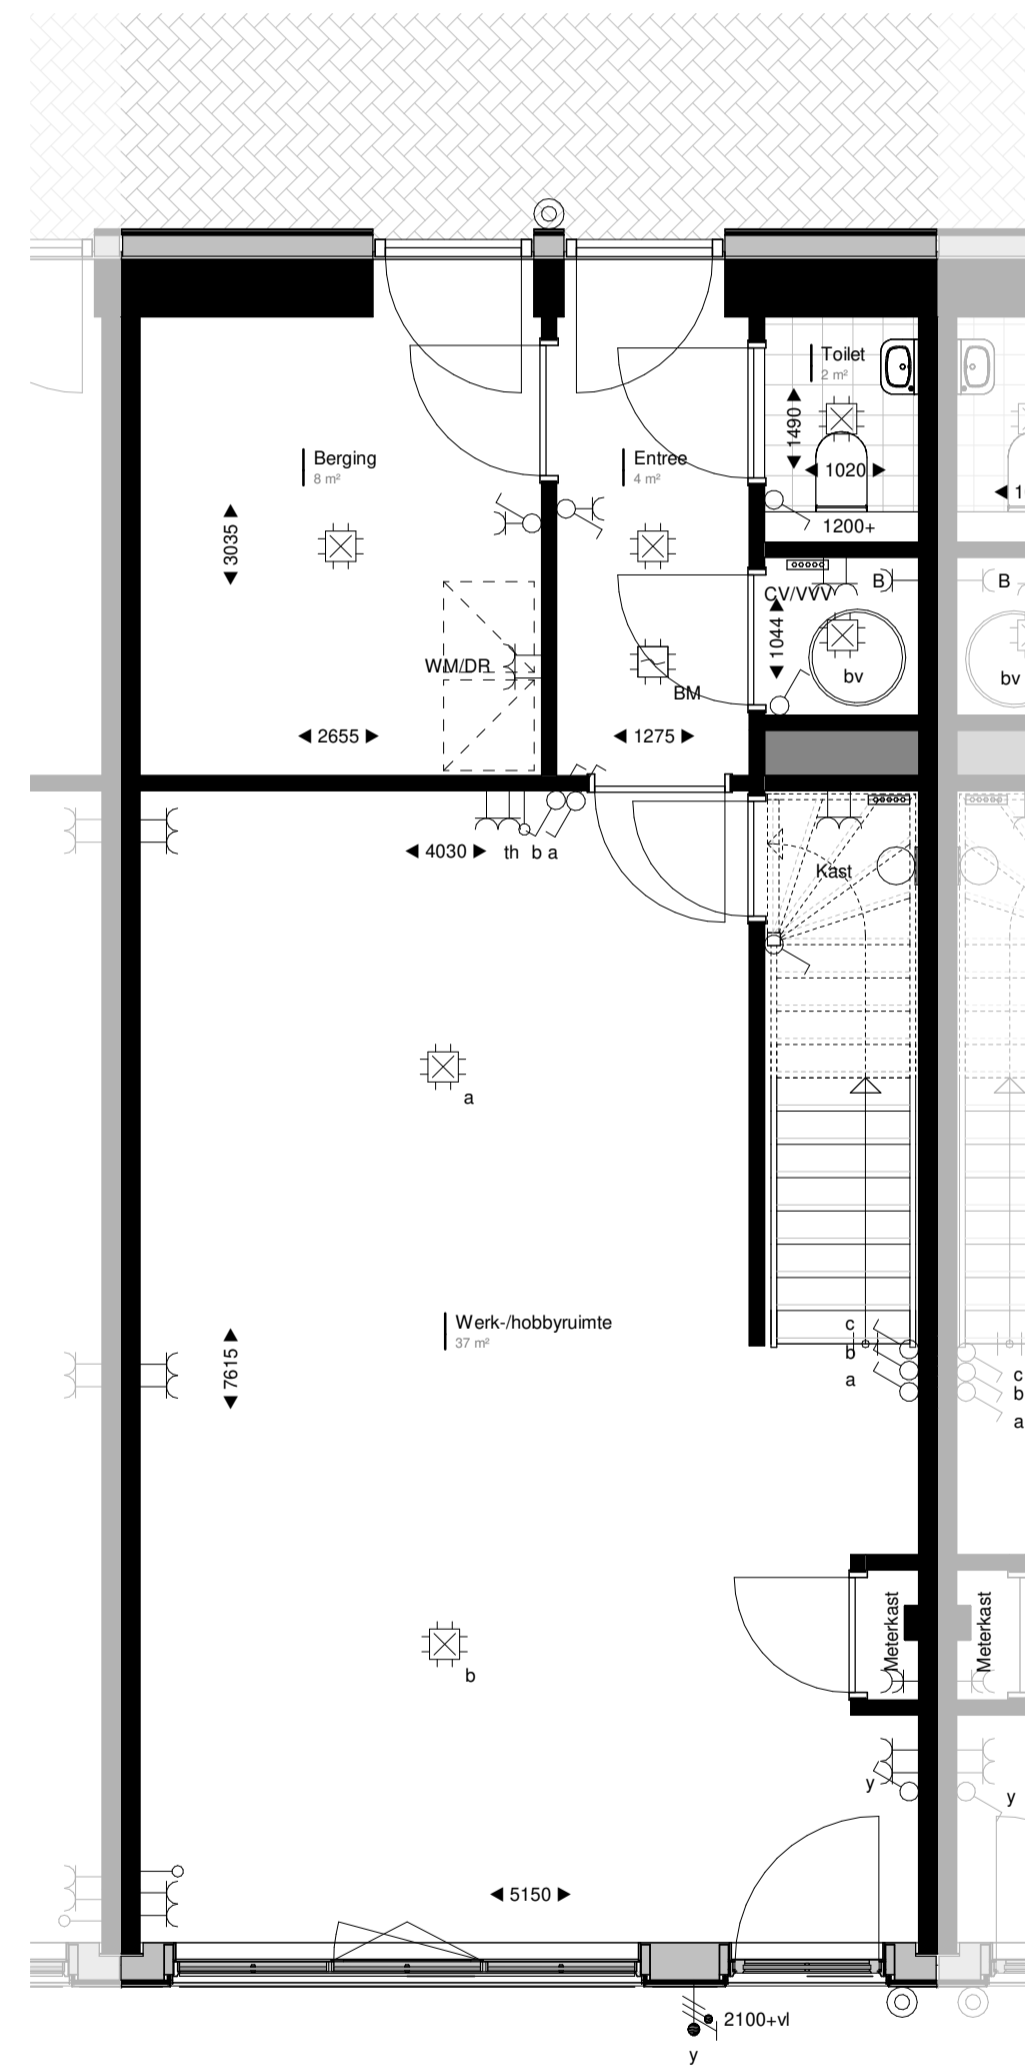 Toilet
2 m²
1490
1020
1200+
Berging
8 m²
Entree
4 m²
3035
CV/VVV
B
B
1044
bv
bv
WM/DR
BM
2655
1275
4030
th
b a
Kast
a
Werk-/hobbyruimte
37 m²
7615
c
b
a
c
b
a
Meterkast
Meterkast
b
y
y
5150
2100+vl
y